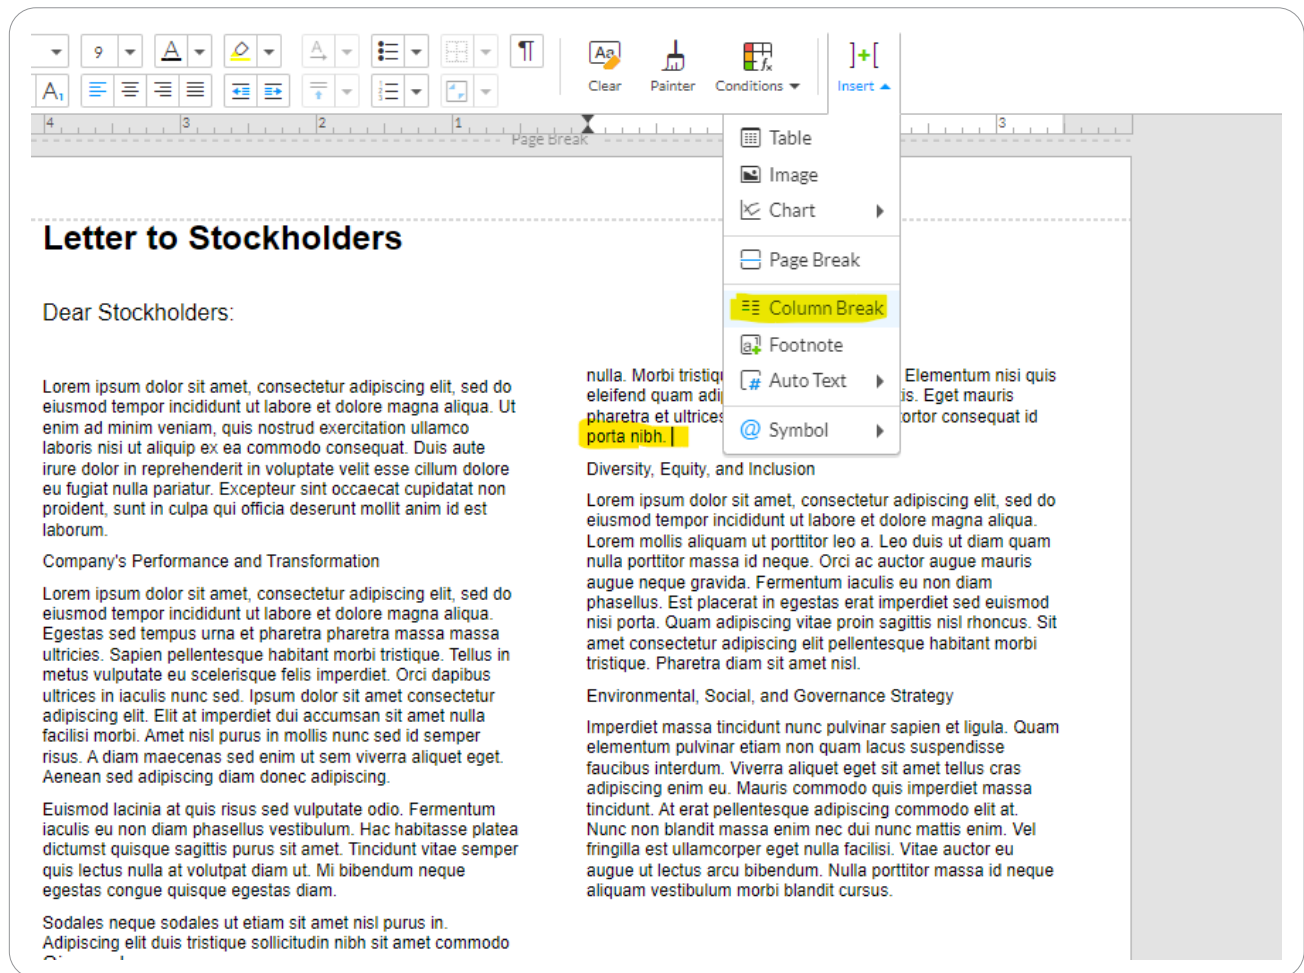 9
Clear
Painter
Conditions
Insert
4 3 2 1 3
Page Break
Table
Image
Chart
Page Break
Column Break
Footnote
Auto Text
Symbol
Letter to Stockholders
Dear Stockholders:
Lorem ipsum dolor sit amet, consectetur adipiscing elit, sed do
eiusmod tempor incididunt ut labore et dolore magna aliqua. Ut
enim ad minim veniam, quis nostrud exercitation ullamco
laboris nisi ut aliquip ex ea commodo consequat. Duis aute
irure dolor in reprehenderit in voluptate velit esse cillum dolore
eu fugiat nulla pariatur. Excepteur sint occaecat cupidatat non
proident, sunt in culpa qui officia deserunt mollit anim id est
laborum.
Company's Performance and Transformation
Lorem ipsum dolor sit amet, consectetur adipiscing elit, sed do
eiusmod tempor incididunt ut labore et dolore magna aliqua.
Egestas sed tempus urna et pharetra pharetra massa massa
ultricies. Sapien pellentesque habitant morbi tristique. Tellus in
metus vulputate eu scelerisque felis imperdiet. Orci dapibus
ultrices in iaculis nunc sed. Ipsum dolor sit amet consectetur
adipiscing elit. Elit at imperdiet dui accumsan sit amet nulla
facilisi morbi. Amet nisl purus in mollis nunc sed id semper
risus. A diam maecenas sed enim ut sem viverra aliquet eget.
Aenean sed adipiscing diam donec adipiscing.
Euismod lacinia at quis risus sed vulputate odio. Fermentum
iaculis eu non diam phasellus vestibulum. Hac habitasse platea
dictumst quisque sagittis purus sit amet. Tincidunt vitae semper
quis lectus nulla at volutpat diam ut. Mi bibendum neque
egestas congue quisque egestas diam.
Sodales neque sodales ut etiam sit amet nisl purus in.
Adipiscing elit duis tristique sollicitudin nibh sit amet commodo
nulla. Morbi Elementum nisi quis
eleifend quam Eget mauris
pharetra et ultrices consequat id
porta nibh.
Diversity, Equity, and Inclusion
Lorem ipsum dolor sit amet, consectetur adipiscing elit, sed do
eiusmod tempor incididunt ut labore et dolore magna aliqua.
Lorem mollis aliquam ut porttitor leo a. Leo duis ut diam quam
nulla porttitor massa id neque. Orci ac auctor augue mauris
augue neque gravida. Fermentum iaculis eu non diam
phasellus. Est placerat in egestas erat imperdiet sed euismod
nisi porta. Quam adipiscing vitae proin sagittis nisl rhoncus. Sit
amet consectetur adipiscing elit pellentesque habitant morbi
tristique. Pharetra diam sit amet nisl.
Environmental, Social, and Governance Strategy
Imperdiet massa tincidunt nunc pulvinar sapien et ligula. Quam
elementum pulvinar etiam non quam lacus suspendisse
faucibus interdum. Viverra aliquet eget sit amet tellus cras
adipiscing enim eu. Mauris commodo quis imperdiet massa
tincidunt. At erat pellentesque adipiscing commodo elit at.
Nunc non blandit massa enim nec dui nunc mattis enim. Vel
fringilla est ullamcorper eget nulla facilisi. Vitae auctor eu
augue ut lectus arcu bibendum. Nulla porttitor massa id neque
aliquam vestibulum morbi blandit cursus.